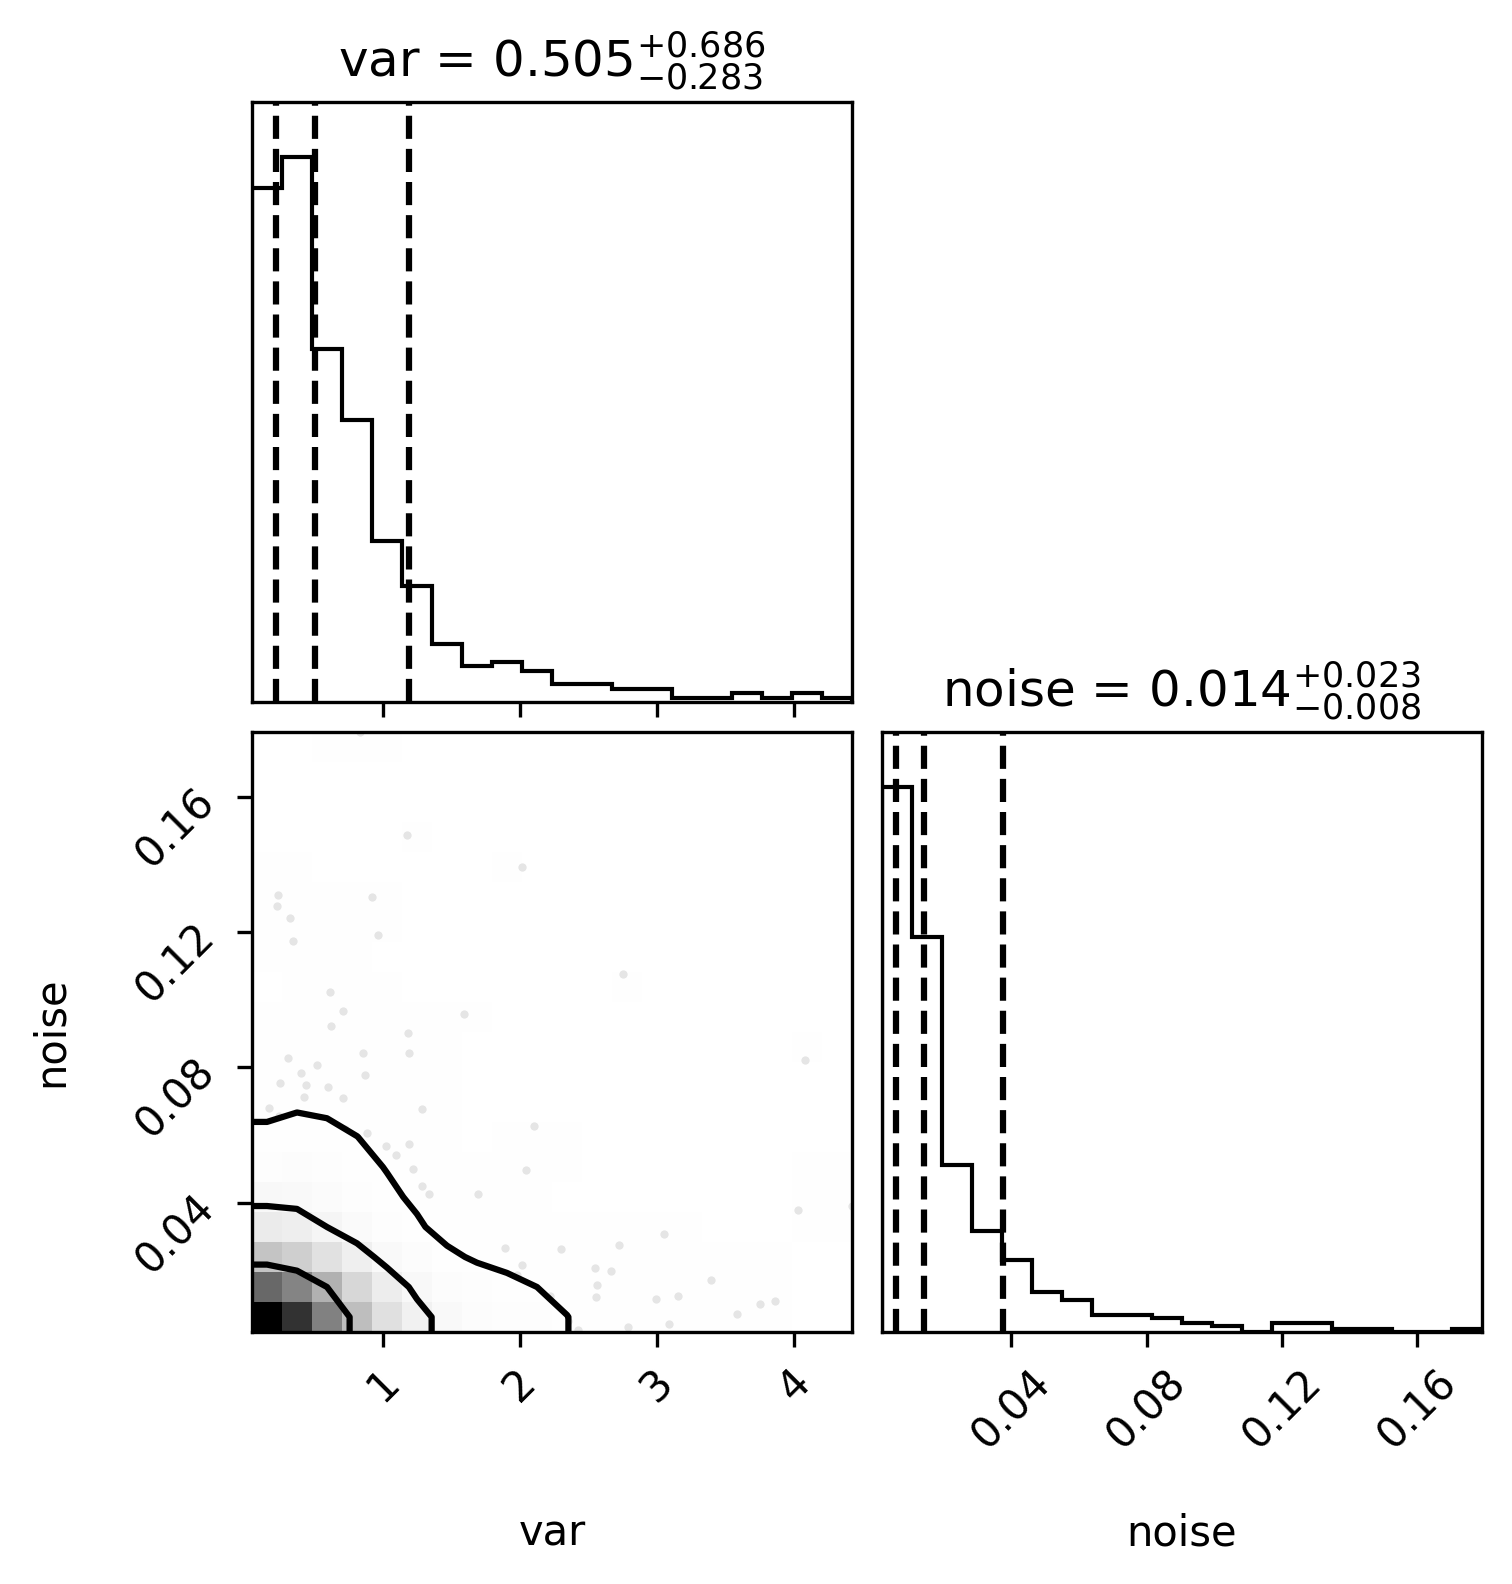 var = 0.505+0.686−0.283
noise = 0.014+0.023−0.008
0.16
0.12
0.08
0.04
noise
1 2 3 4
0.04 0.08 0.12 0.16
var
noise